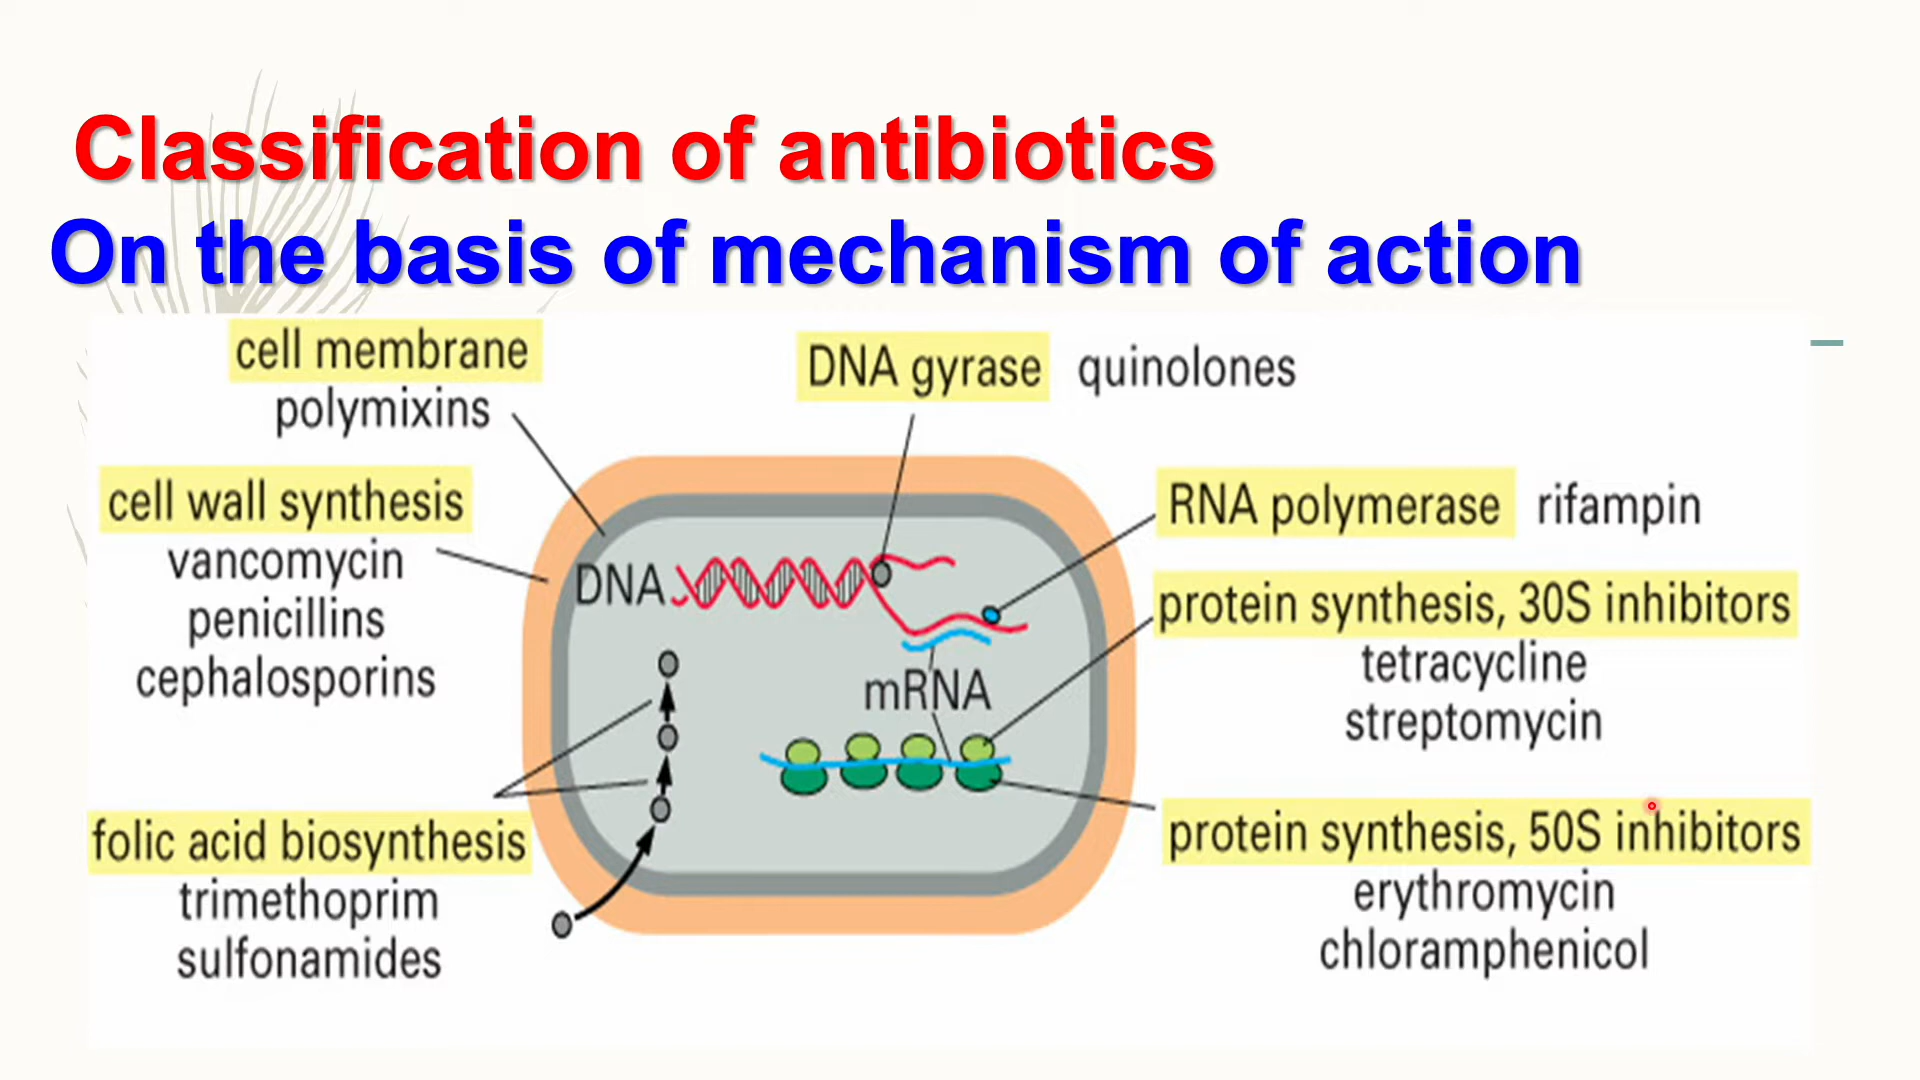 Classification of antibiotics
On the basis of mechanism of action
cell membrane
polymixins
DNA gyrase quinolones
cell wall synthesis
vancomycin
penicillins
cephalosporins
RNA polymerase rifampin
DNA
protein synthesis, 30S inhibitors
tetracycline
streptomycin
mRNA
folic acid biosynthesis
trimethoprim
sulfonamides
protein synthesis, 50S inhibitors
erythromycin
chloramphenicol